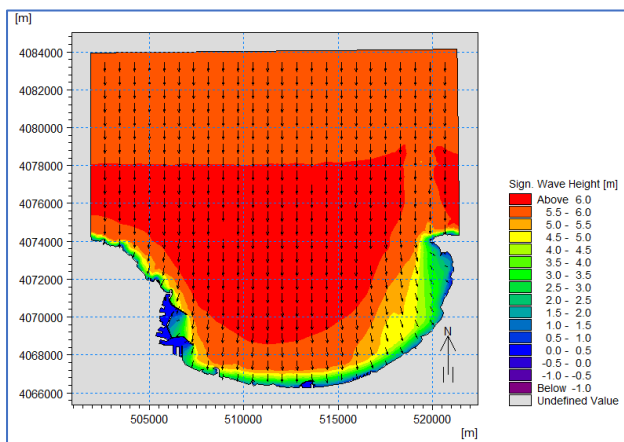 [m]
4084000
4082000
4080000
4078000
4076000
4074000
4072000
4070000
4068000
4066000
505000 510000 515000 520000
[m]
N
Sign. Wave Height [m]
Above 6.0
5.5 - 6.0
5.0 - 5.5
4.5 - 5.0
4.0 - 4.5
3.5 - 4.0
3.0 - 3.5
2.5 - 3.0
2.0 - 2.5
1.5 - 2.0
1.0 - 1.5
0.5 - 1.0
0.0 - 0.5
-0.5 - 0.0
-1.0 - -0.5
Below -1.0
Undefined Value